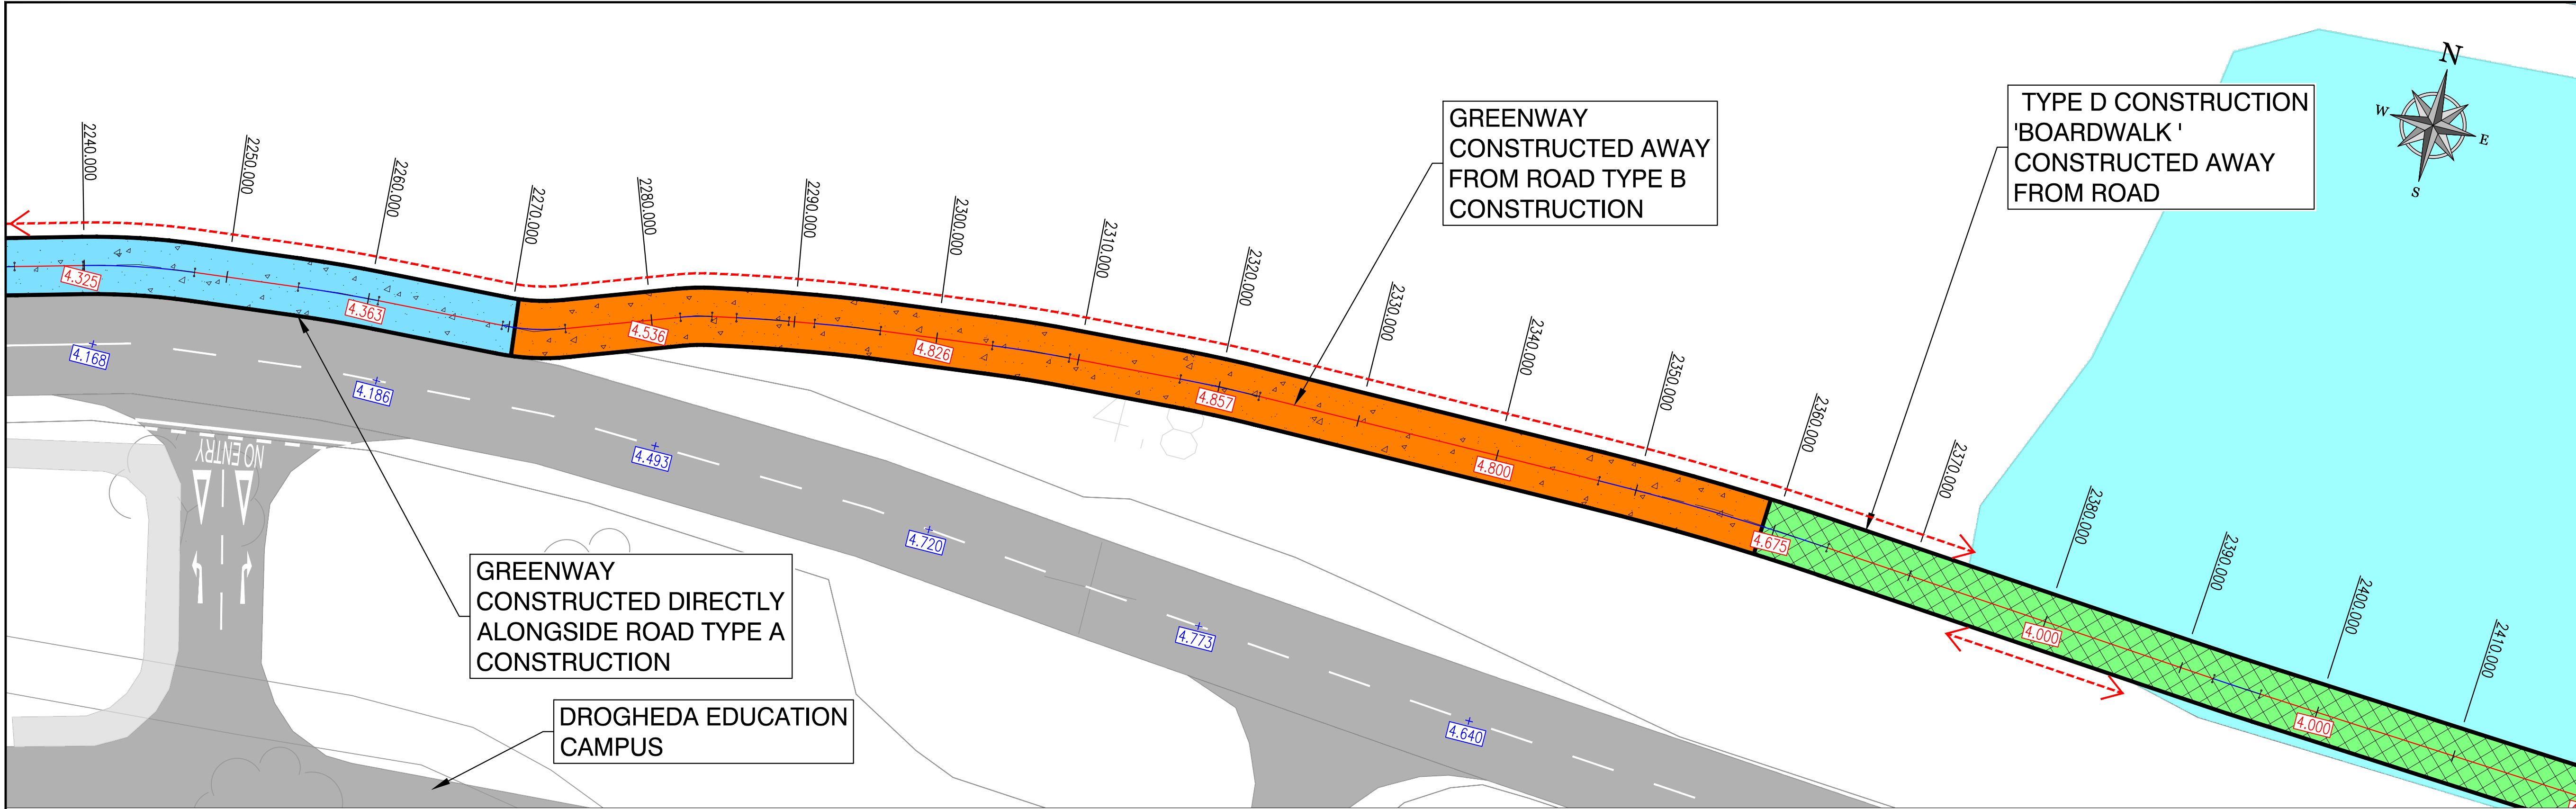 2240.000
2250.000
2260.000
2270.000
2280.000
2290.000
2300.000
2310.000
2320.000
2330.000
2340.000
2350.000
2360.000
2370.000
2380.000
2390.000
2400.000
2410.000
GREENWAY
CONSTRUCTED AWAY
FROM ROAD TYPE B
CONSTRUCTION
TYPE D CONSTRUCTION
'BOARDWALK '
CONSTRUCTED AWAY
FROM ROAD
N
W
E
S
4.325
4.363
4.536
4.826
4.857
4.800
4.675
4.000
4.000
4.168
4.186
4.493
4.720
4.773
4.640
NO ENTRY
GREENWAY
CONSTRUCTED DIRECTLY
ALONGSIDE ROAD TYPE A
CONSTRUCTION
DROGHEDA EDUCATION
CAMPUS